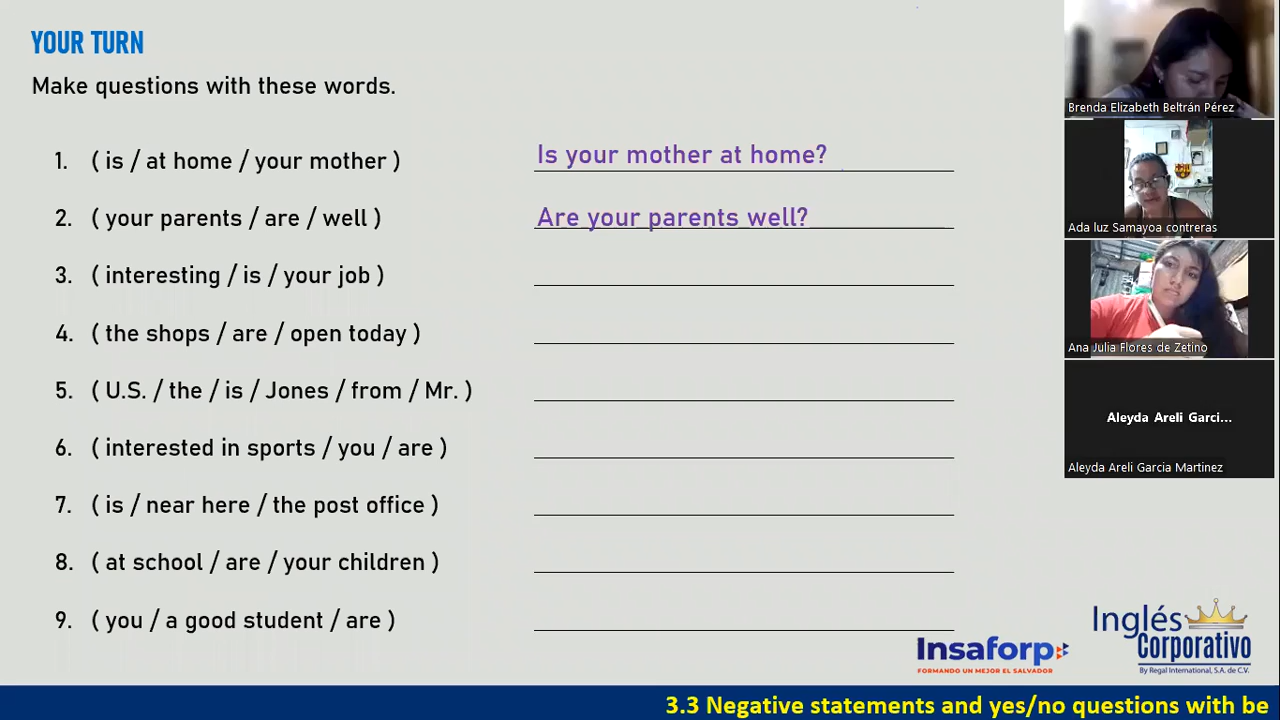 YOUR TURN
Make questions with these words.
1. ( is / at home / your mother ) Is your mother at home?
2. ( your parents / are / well ) Are your parents well?
3. ( interesting / is / your job )
4. ( the shops / are / open today )
5. ( U.S. / the / is / Jones / from / Mr. )
6. ( interested in sports / you / are )
7. ( is / near here / the post office )
8. ( at school / are / your children )
9. ( you / a good student / are )
Brenda Elizabeth Beltrán Pérez
Ada luz Samayoa contreras
Ana Julia Flores de Zetino
Aleyda Areli Garci...
Aleyda Areli Garcia Martinez
Insaforp
FORMANDO UN MEJOR EL SALVADOR
Inglés
Corporativo
By Regal International, S.A. de C.V.
3.3 Negative statements and yes/no questions with be